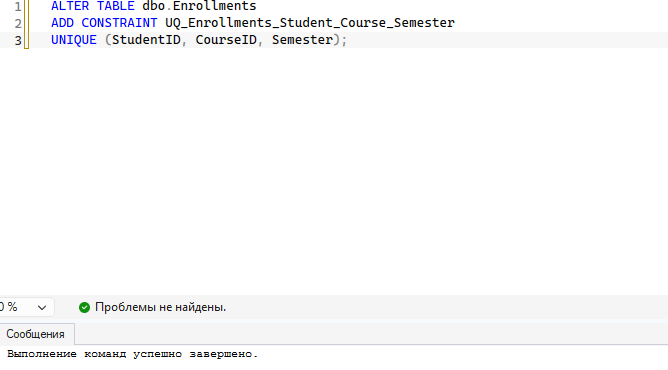 1 ALTER TABLE dbo.Enrollments
2 ADD CONSTRAINT UQ_Enrollments_Student_Course_Semester
3 UNIQUE (StudentID, CourseID, Semester);
0 % Проблемы не найдены.
Сообщения
Выполнение команд успешно завершено.